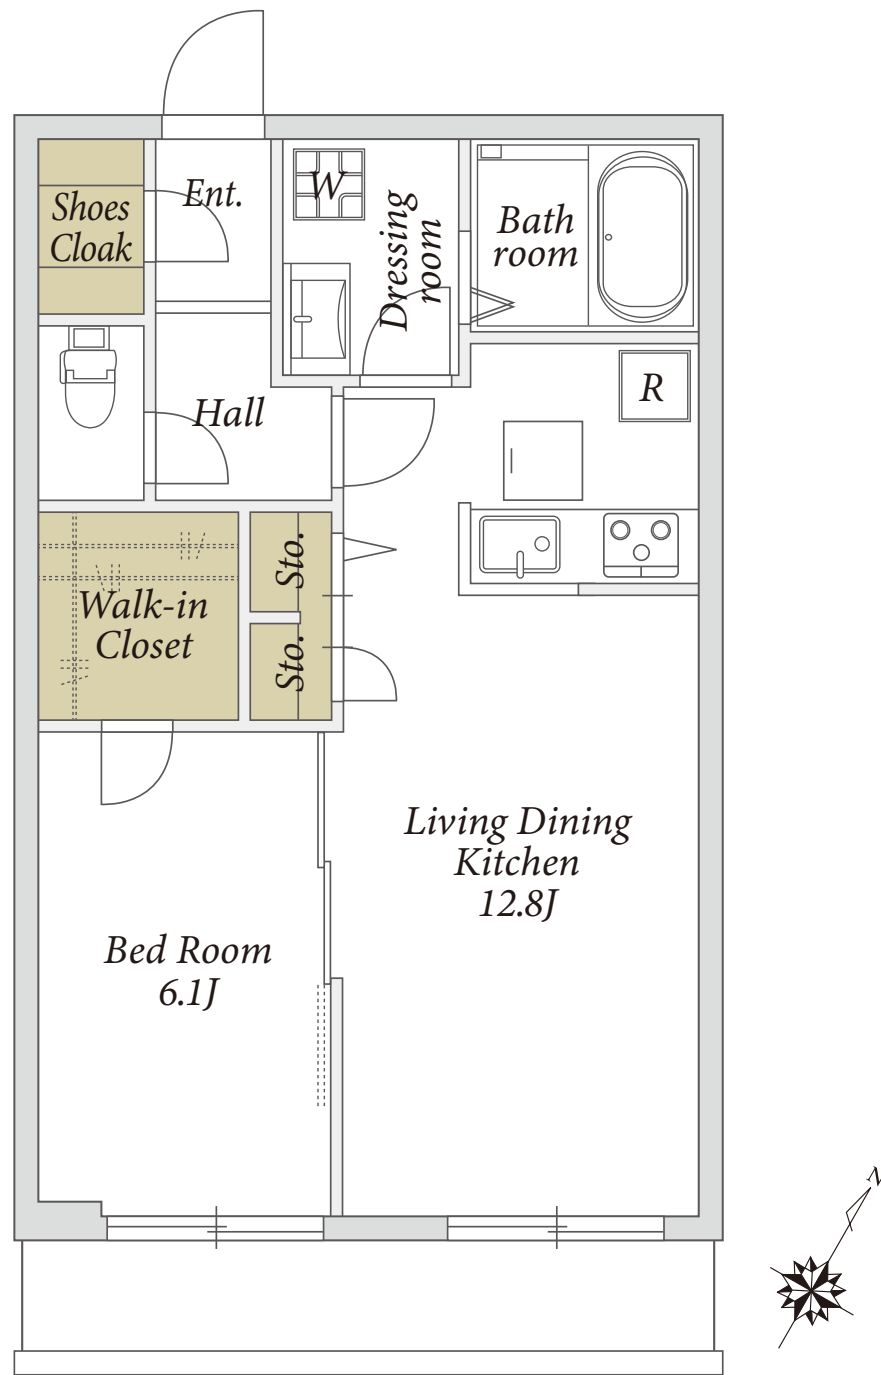 Shoes
Cloak
Ent.
W
Dressing
room
Bath
room
Hall
R
Walk-in
Closet
Sto.
Sto.
Living Dining
Kitchen
12.8J
Bed Room
6.1J
N